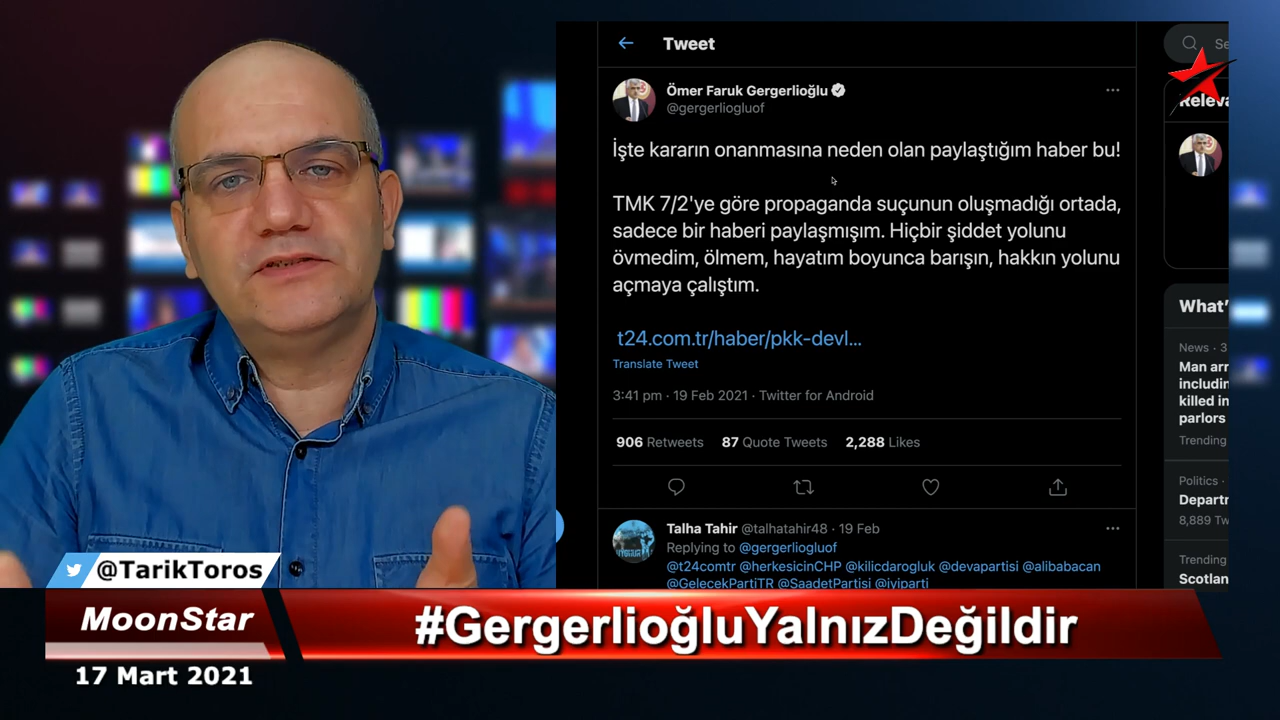 Tweet
Se
Ömer Faruk Gergerlioğlu
@gergerliogluof
Releva
İşte kararın onanmasına neden olan paylaştığım haber bu!
TMK 7/2'ye göre propaganda suçunun oluşmadığı ortada,
sadece bir haberi paylaşmışım. Hiçbir şiddet yolunu
övmedim, ölmem, hayatım boyunca barışın, hakkın yolunu
açmaya çalıştım.
t24.com.tr/haber/pkk-devl...
Translate Tweet
3:41 pm · 19 Feb 2021 · Twitter for Android
906 Retweets 87 Quote Tweets 2,288 Likes
What'
News · 3
Man arr
includin
killed in
parlors
Trending
Politics ·
Departr
8,889 Tw
Trending
Scotlan
Talha Tahir @talhatahir48 · 19 Feb
Replying to @gergerliogluof
@t24comtr @herkesicinCHP @kilicdarogluk @devapartisi @alibabacan
@GelecekPartiTR @SaadetPartisi @iyiparti
@TarikToros
MoonStar
#GergerlioğluYalnızDeğildir
17 Mart 2021